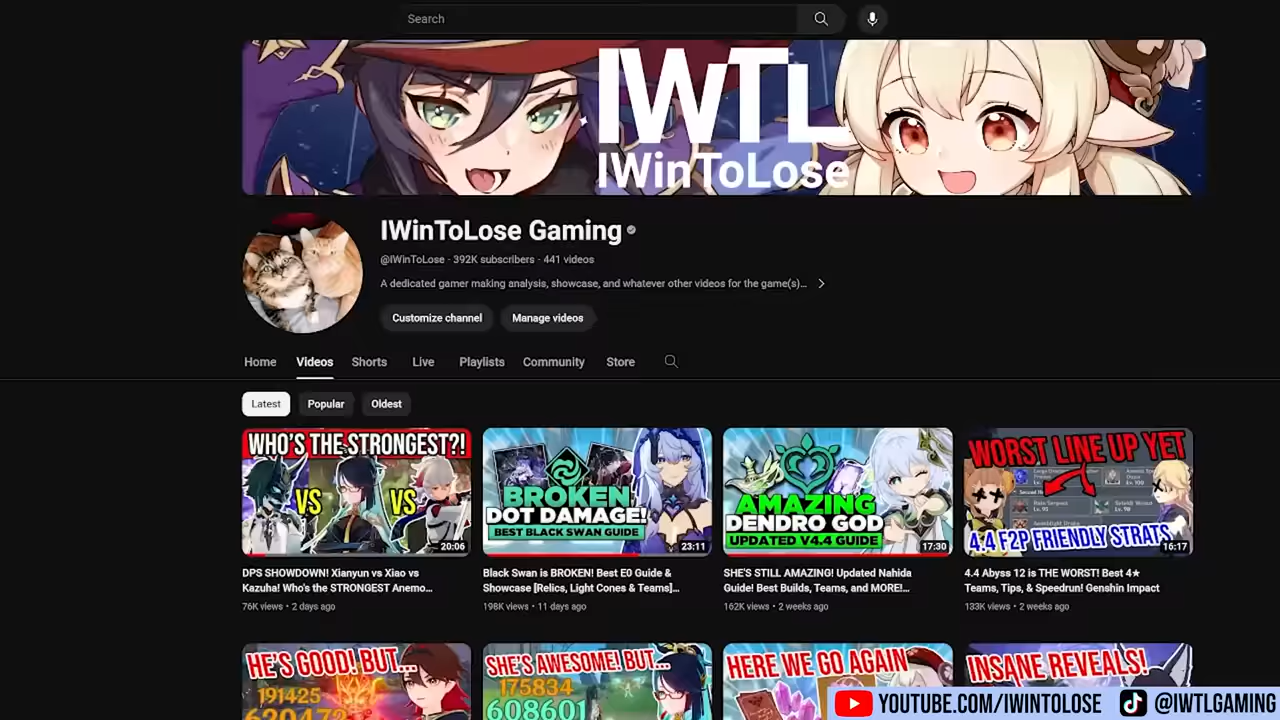 Search
IWTL
IWinToLose
IWinToLose Gaming
@IWinToLose · 392K subscribers · 441 videos
A dedicated gamer making analysis, showcase, and whatever other videos for the game(s)...
Customize channel
Manage videos
Home
Videos
Shorts
Live
Playlists
Community
Store
Latest
Popular
Oldest
WHO'S THE STRONGEST?!
VS
VS
20:06
BROKEN
DOT DAMAGE!
BEST BLACK SWAN GUIDE
23:11
AMAZING
DENDRO GOD
UPDATED V4.4 GUIDE
17:30
WORST LINE UP YET
4.4 F2P FRIENDLY STRATS
16:17
DPS SHOWDOWN! Xianyun vs Xiao vs
Kazuha! Who's the STRONGEST Anemo...
76K views · 2 days ago
Black Swan is BROKEN! Best E0 Guide &
Showcase [Relics, Light Cones & Teams]...
198K views · 11 days ago
SHE'S STILL AMAZING! Updated Nahida
Guide! Best Builds, Teams, and MORE!...
162K views · 2 weeks ago
4.4 Abyss 12 is THE WORST! Best 4★
Teams, Tips, & Speedrun! Genshin Impact
133K views · 2 weeks ago
HE'S GOOD! BUT...
191425
620472
SHE'S AWESOME! BUT...
175834
608601
HERE WE GO AGAIN
INSANE REVEALS!
YOUTUBE.COM/IWINTOLOSE
@IWTLGAMING